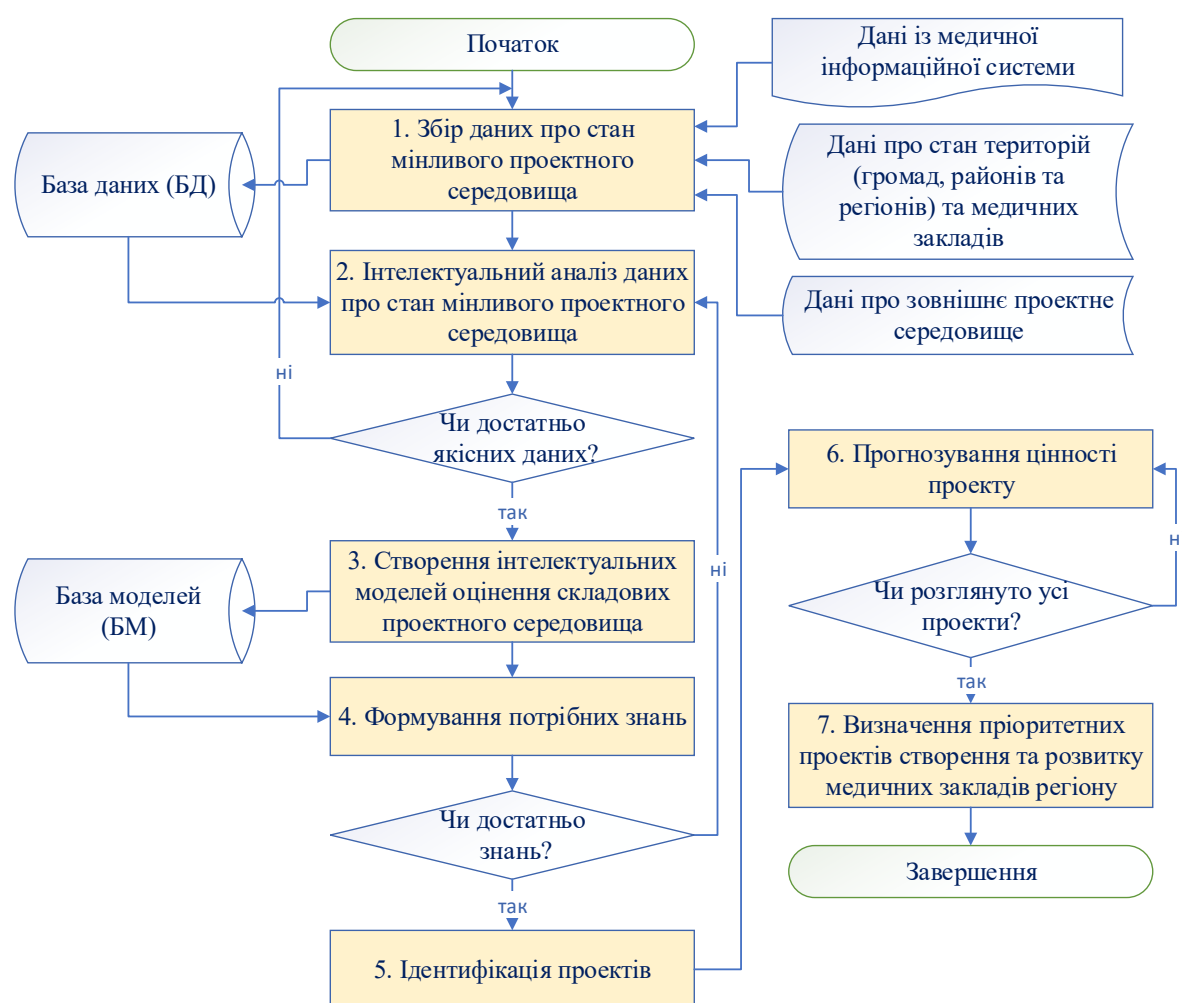 Початок
Дані із медичної
інформаційної системи
1. Збір даних про стан
мінливого проектного
середовища
База даних (БД)
Дані про стан територій
(громад, районів та
регіонів) та медичних
закладів
2. Інтелектуальний аналіз даних
про стан мінливого проектного
середовища
Дані про зовнішнє проектне
середовище
ні
Чи достатньо
якісних даних?
так
3. Створення інтелектуальних
моделей оцінення складових
проектного середовища
База моделей
(БМ)
ні
4. Формування потрібних знань
Чи достатньо
знань?
так
5. Ідентифікація проектів
6. Прогнозування цінності
проекту
н
Чи розглянуто усі
проекти?
так
7. Визначення пріоритетних
проектів створення та розвитку
медичних закладів регіону
Завершення